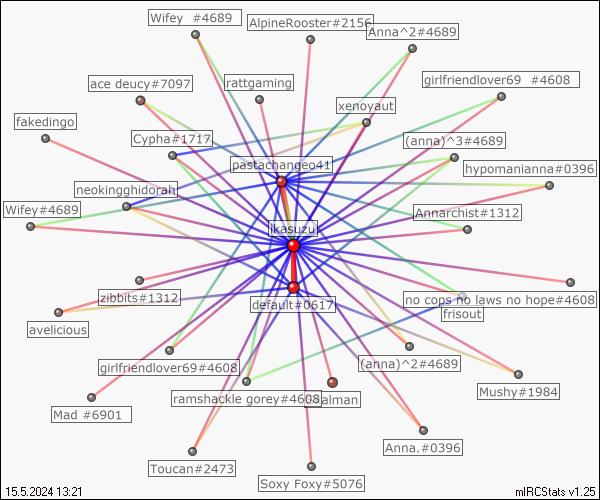 Wifey  #4689
AlpineRooster#2156
Anna^2#4689
ace deucy#7097
rattgaming
girlfriendlover69  #4608
xenoyaut
fakedingo
Cypha#1717
(anna)^3#4689
pastachangeo41
hypomanianna#0396
neokingghidorah
Wifey#4689
Annarchist#1312
jikasuzu
zibbits#1312
default#0617
no cops no laws no hope#4608
frisout
avelicious
girlfriendlover69#4608
(anna)^2#4689
Mushy#1984
ramshackle gorey#4608
alman
Mad #6901
Anna.#0396
Toucan#2473
Soxy Foxy#5076
15.5.2024 13:21
mIRCStats v1.25